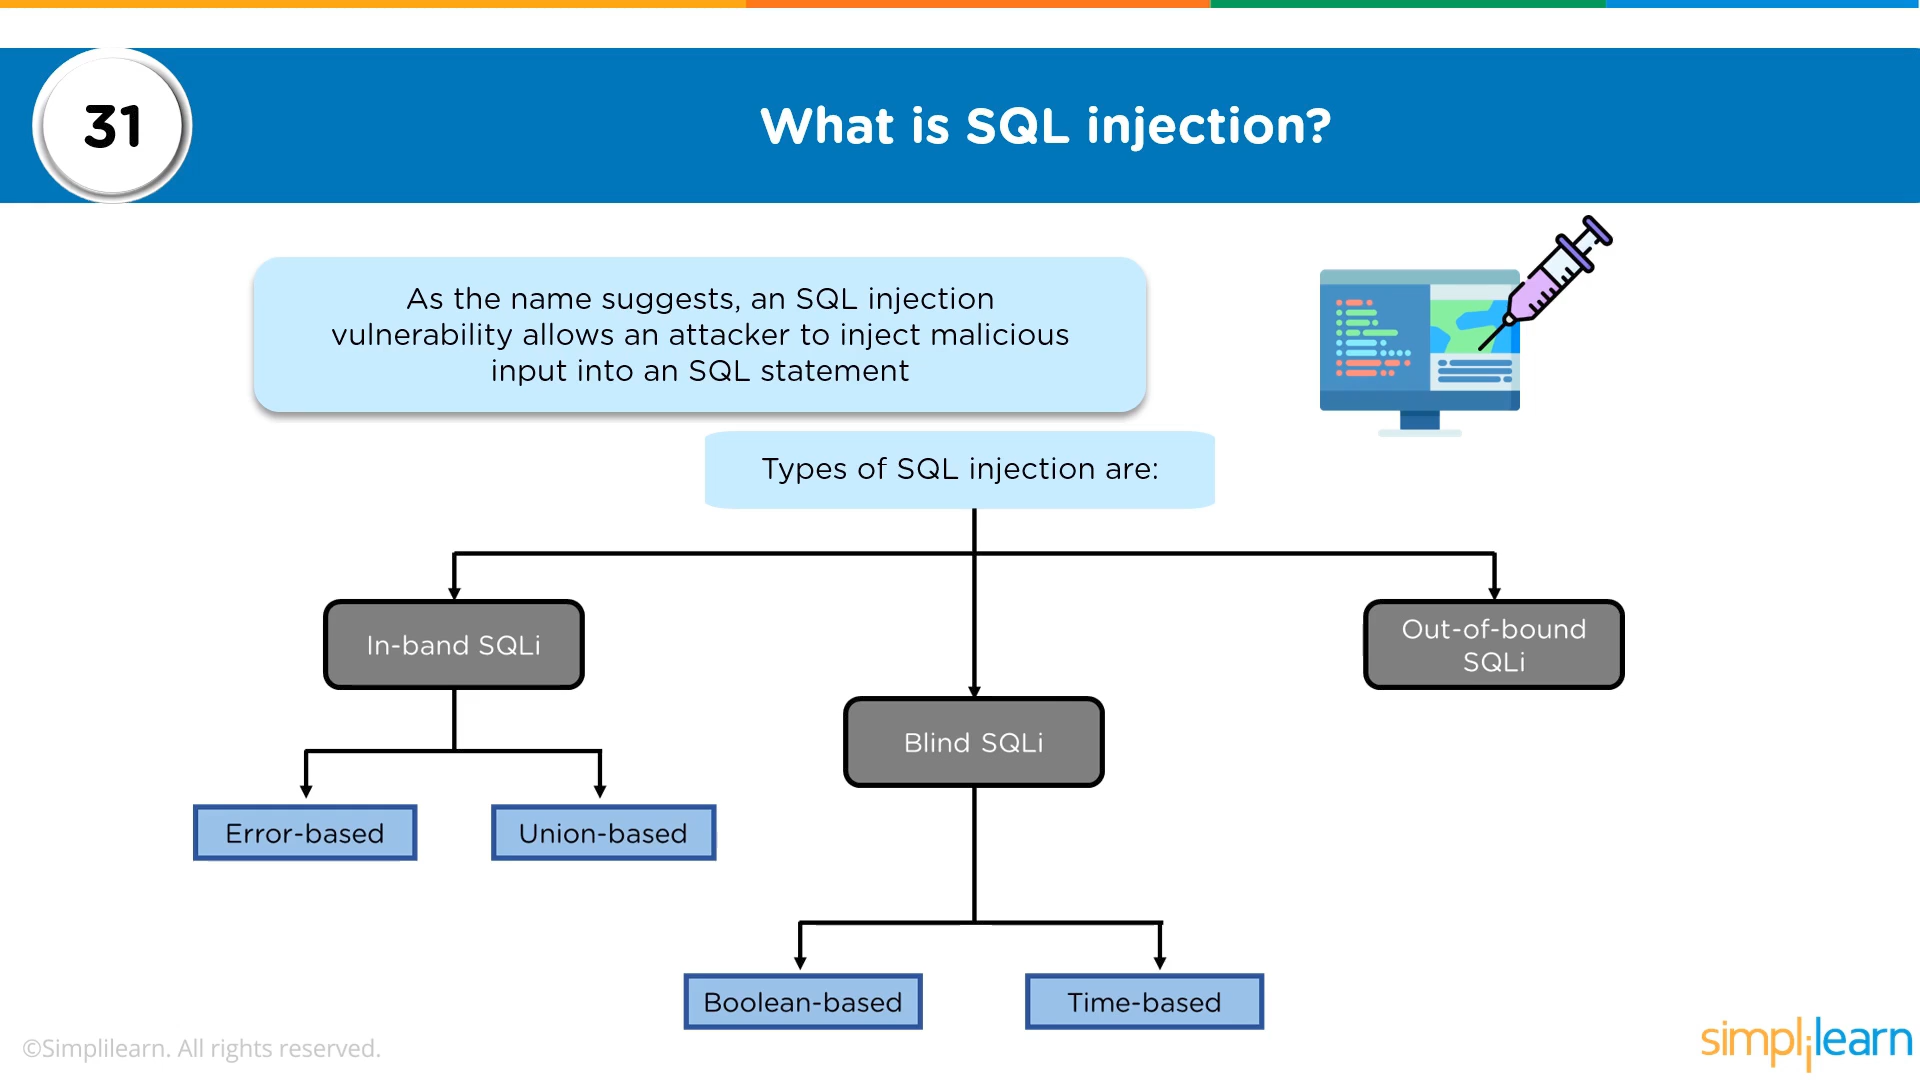 31
What is SQL injection?
As the name suggests, an SQL injection
vulnerability allows an attacker to inject malicious
input into an SQL statement
Types of SQL injection are:
In-band SQLi
Out-of-bound
SQLi
Blind SQLi
Error-based
Union-based
Boolean-based
Time-based
©Simplilearn. All rights reserved.
simplilearn